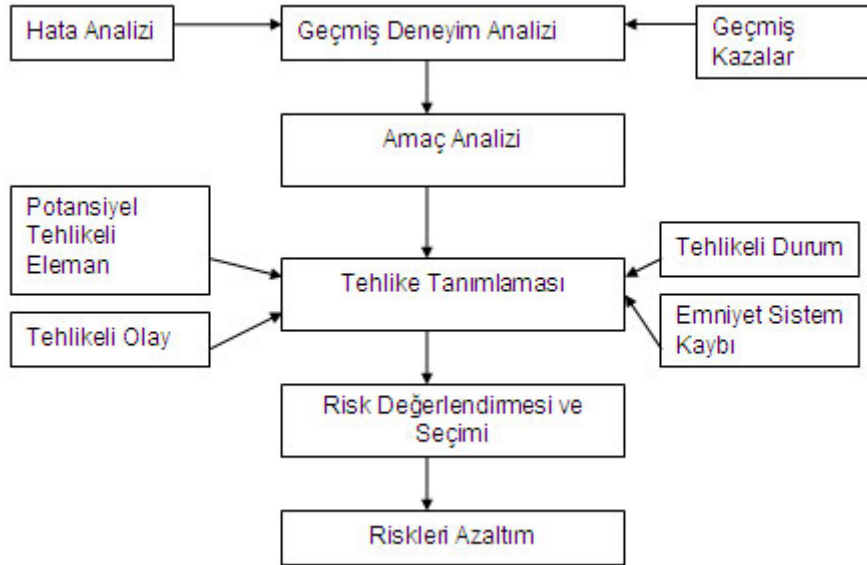 Hata Analizi
Geçmiş Deneyim Analizi
Geçmiş
Kazalar
Amaç Analizi
Potansiyel
Tehlikeli
Eleman
Tehlikeli Durum
Tehlike Tanımlaması
Tehlikeli Olay
Emniyet Sistem
Kaybı
Risk Değerlendirmesi ve
Seçimi
Riskleri Azaltım